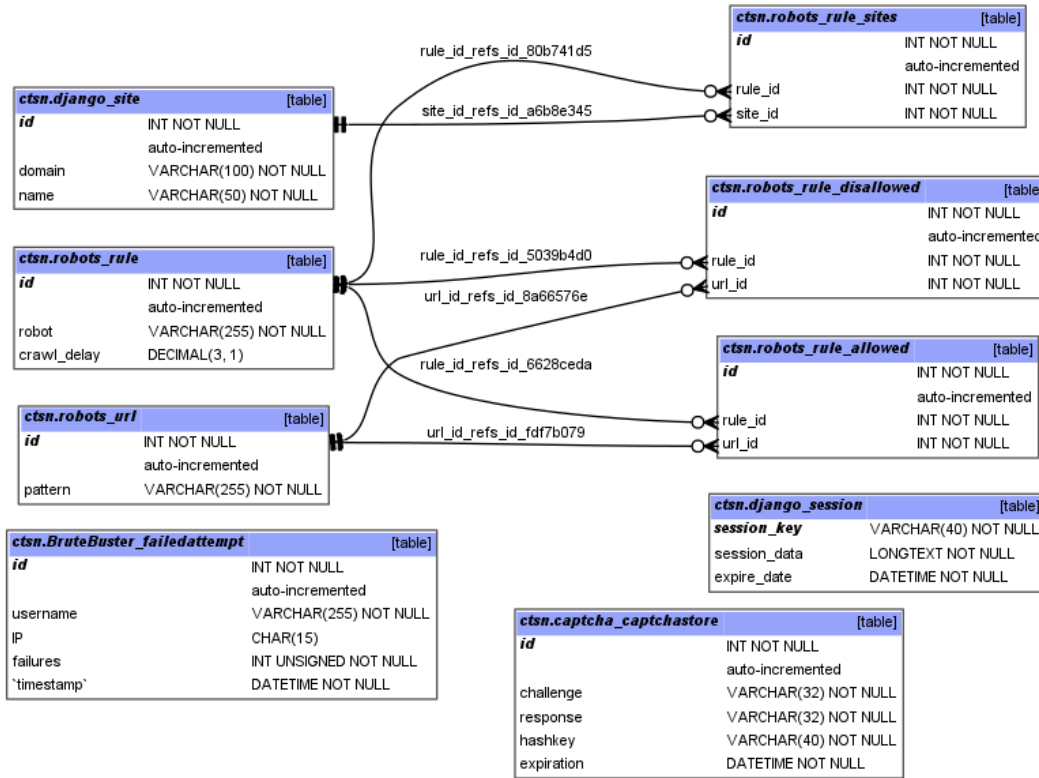 ctsn.robots_rule_sites [table]
id INT NOT NULL
auto-incremented
rule_id INT NOT NULL
site_id INT NOT NULL
rule_id_refs_id_80b741d5
site_id_refs_id_a6b8e345
ctsn.django_site [table]
id INT NOT NULL
auto-incremented
domain VARCHAR(100) NOT NULL
name VARCHAR(50) NOT NULL
ctsn.robots_rule_disallowed [table]
id INT NOT NULL
auto-incremented
rule_id INT NOT NULL
url_id INT NOT NULL
ctsn.robots_rule [table]
id INT NOT NULL
auto-incremented
robot VARCHAR(255) NOT NULL
crawl_delay DECIMAL(3, 1)
rule_id_refs_id_5039b4d0
url_id_refs_id_8a66576e
rule_id_refs_id_6628ceda
url_id_refs_id_fdf7b079
ctsn.robots_rule_allowed [table]
id INT NOT NULL
auto-incremented
rule_id INT NOT NULL
url_id INT NOT NULL
ctsn.robots_url [table]
id INT NOT NULL
auto-incremented
pattern VARCHAR(255) NOT NULL
ctsn.django_session [table]
session_key VARCHAR(40) NOT NULL
session_data LONGTEXT NOT NULL
expire_date DATETIME NOT NULL
ctsn.BruteBuster_failedattempt [table]
id INT NOT NULL
auto-incremented
username VARCHAR(255) NOT NULL
IP CHAR(15)
failures INT UNSIGNED NOT NULL
`timestamp` DATETIME NOT NULL
ctsn.captcha_captchastore [table]
id INT NOT NULL
auto-incremented
challenge VARCHAR(32) NOT NULL
response VARCHAR(32) NOT NULL
hashkey VARCHAR(40) NOT NULL
expiration DATETIME NOT NULL